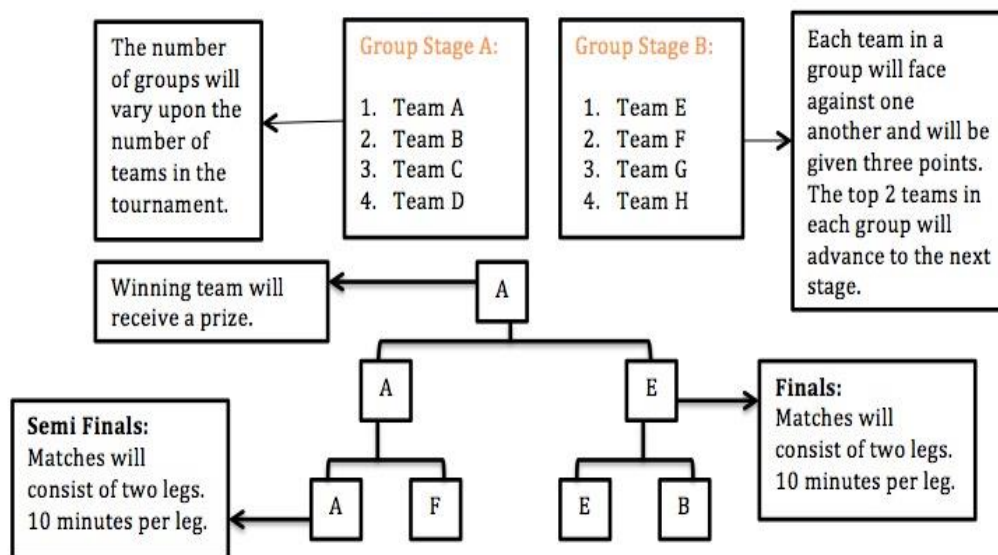 The number
of groups will
vary upon the
number of
teams in the
tournament.
Group Stage A:
1. Team A
2. Team B
3. Team C
4. Team D
Group Stage B:
1. Team E
2. Team F
3. Team G
4. Team H
Each team in a
group will face
against one
another and will be
given three points.
The top 2 teams in
each group will
advance to the next
stage.
Winning team will
receive a prize.
A
A
E
Finals:
Matches will
consist of two legs.
10 minutes per leg.
Semi Finals:
Matches will
consist of two legs.
10 minutes per leg.
A
F
E
B